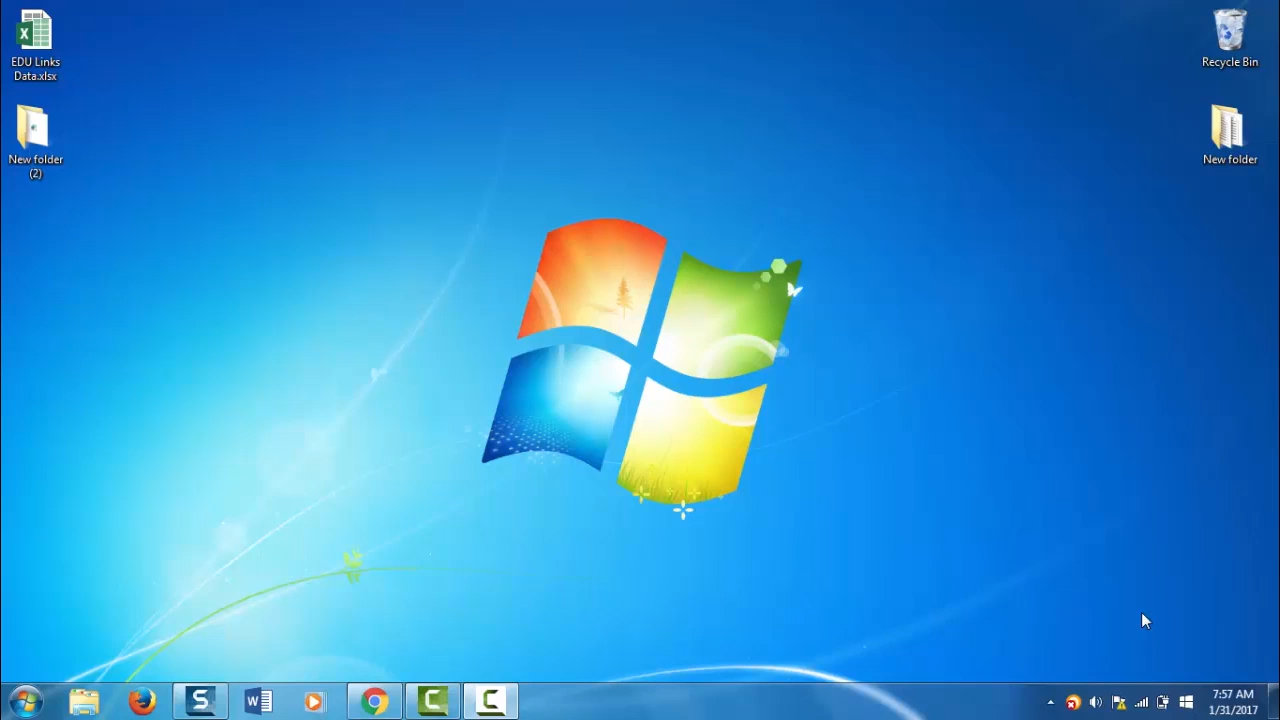 EDU Links
Data.xlsx
New folder
(2)
Recycle Bin
New folder
7:57 AM
1/31/2017